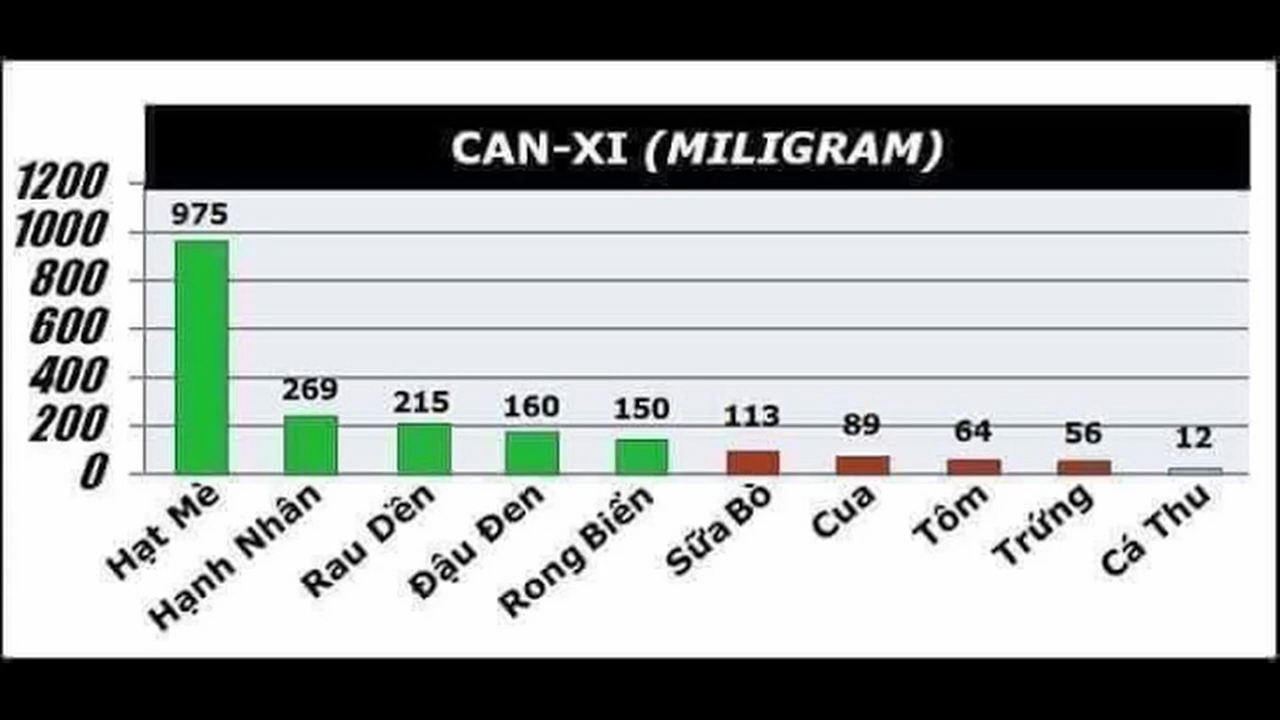 CAN-XI (MILIGRAM)
1200
1000
800
600
400
200
0
975
269
215
160
150
113
89
64
56
12
Hạt Mè
Hạnh Nhân
Rau Dền
Đậu Đen
Rong Biển
Sữa Bò
Cua
Tôm
Trứng
Cá Thu